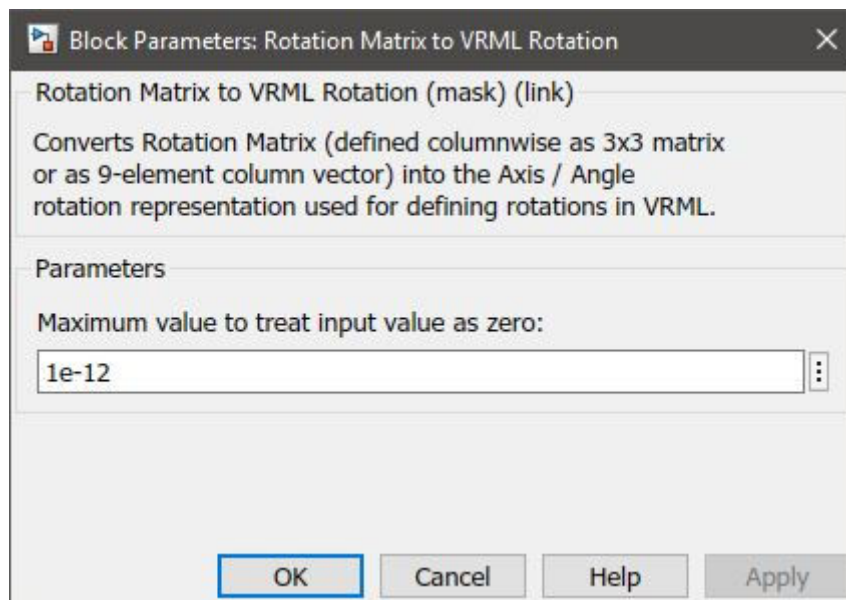 Block Parameters: Rotation Matrix to VRML Rotation
Rotation Matrix to VRML Rotation (mask) (link)
Converts Rotation Matrix (defined columnwise as 3x3 matrix
or as 9-element column vector) into the Axis / Angle
rotation representation used for defining rotations in VRML.
Parameters
Maximum value to treat input value as zero:
1e-12
OK Cancel Help Apply